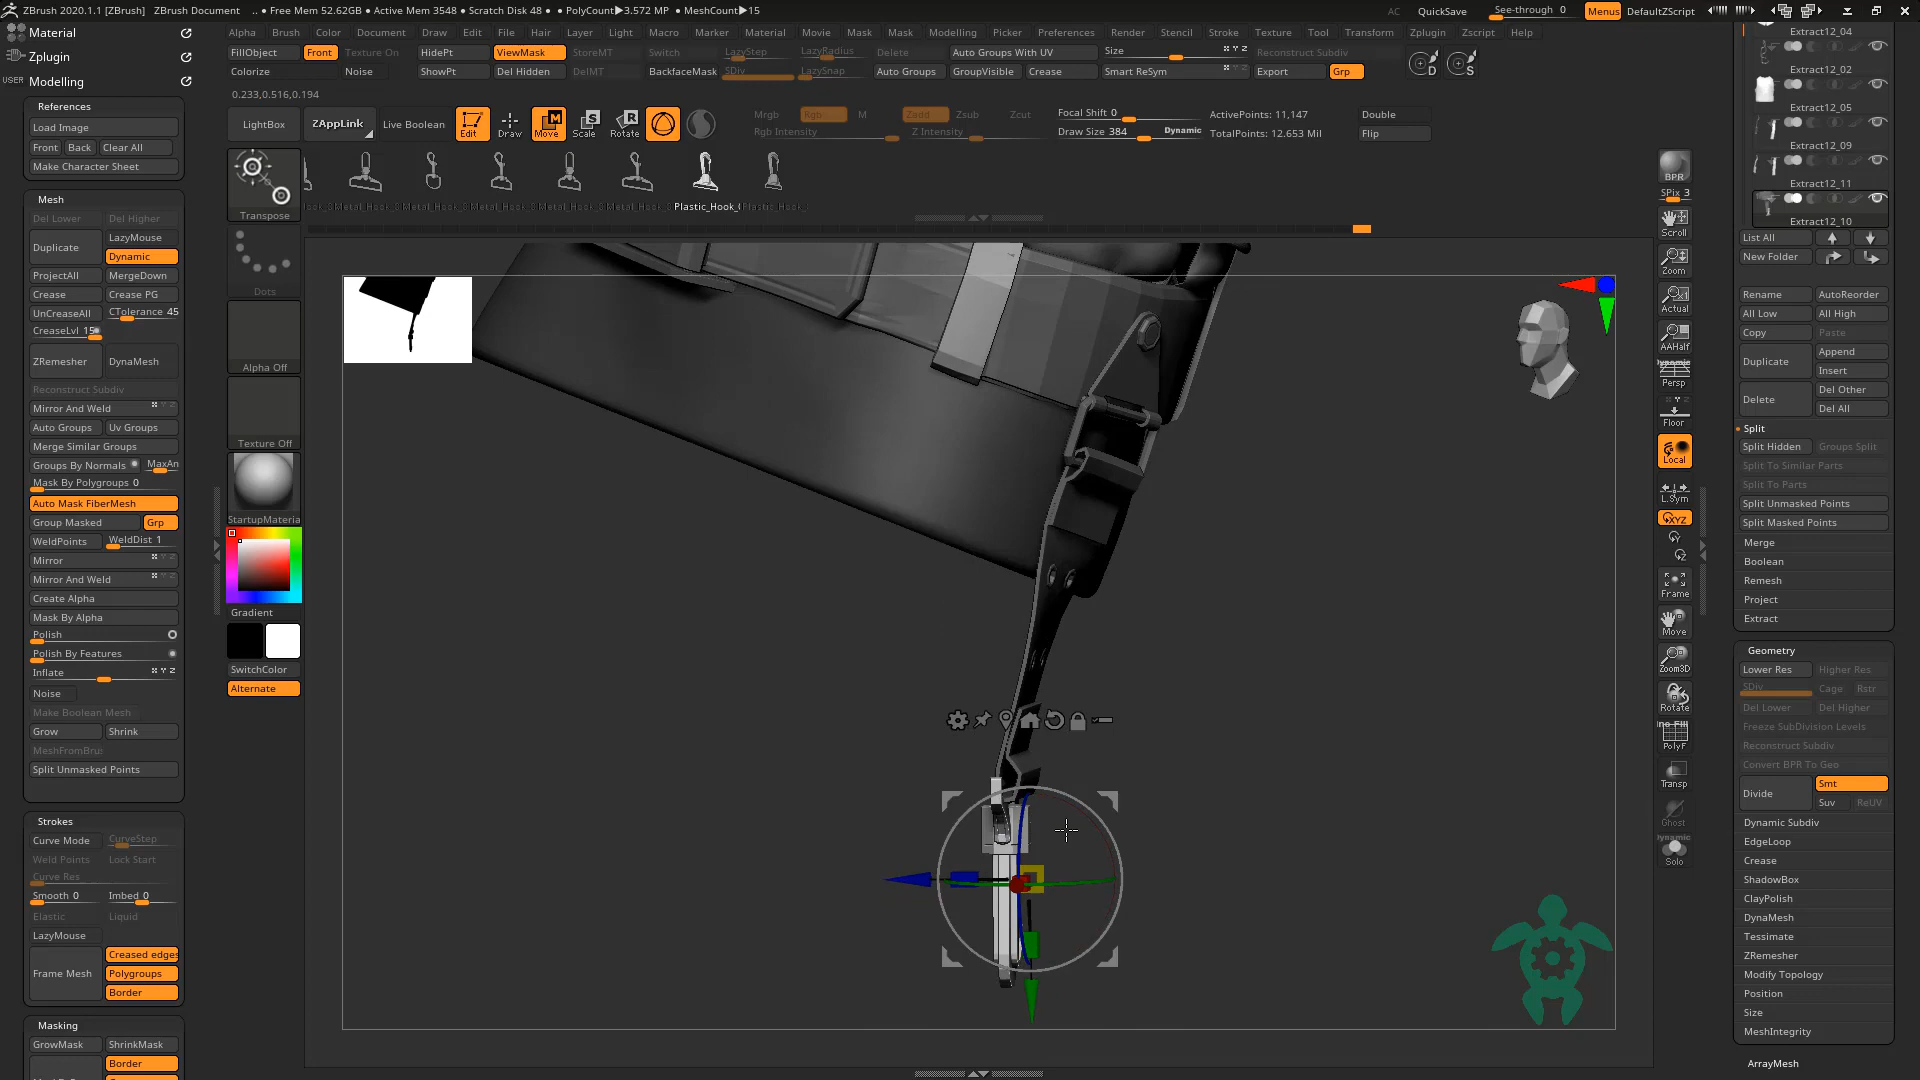 ZBrush 2020.1.1 [ZBrush] ZBrush Document .. • Free Mem 52.62GB • Active Mem 3548 • Scratch Disk 48 • • PolyCount▶3.572 MP • MeshCount▶15 AC QuickSave See-through 0 Menus DefaultZScript
Material Alpha Brush Color Document Draw Edit File Hair Layer Light Macro Marker Material Movie Mask Mask Modelling Picker Preferences Render Stencil Stroke Texture Tool Transform Zplugin Zscript Help
Zplugin
USER Modelling
FillObject Front Texture On HidePt ViewMask StoreMT Switch LazyStep LazyRadius Delete Auto Groups With UV Size Reconstruct Subdiv
Colorize Noise ShowPt Del Hidden DelMT BackfaceMask SDiv LazySnap Auto Groups GroupVisible Crease Smart ReSym Export Grp
0.233,0.516,0.194
LightBox ZAppLink Live Boolean Edit Draw Move Scale Rotate
Mrgb Rgb M Zadd Zsub Zcut Focal Shift 0 ActivePoints: 11,147 Double
Rgb Intensity Z Intensity Draw Size 384 Dynamic TotalPoints: 12.653 Mil Flip
Plastic_Hook_
References
Load Image
Front Back Clear All
Make Character Sheet
Mesh
Del Lower Del Higher
Duplicate LazyMouse
Dynamic
ProjectAll MergeDown
Crease Crease PG
UnCreaseAll CTolerance 45
CreaseLvl 15
ZRemesher DynaMesh
Reconstruct Subdiv
Mirror And Weld
Auto Groups Uv Groups
Merge Similar Groups
Groups By Normals MaxAn
Mask By Polygroups 0
Auto Mask FiberMesh
Group Masked Grp
WeldPoints WeldDist 1
Mirror
Mirror And Weld
Create Alpha
Mask By Alpha
Polish
Polish By Features
Inflate
Noise
Make Boolean Mesh
Grow Shrink
MeshFromBru
Split Unmasked Points
Strokes
Curve Mode CurveStep
Weld Points Lock Start
Curve Res
Smooth 0 Imbed 0
Elastic Liquid
LazyMouse
Frame Mesh Creased edges
Polygroups
Border
Masking
GrowMask ShrinkMask
Border
Transpose
Dots
Alpha Off
Texture Off
StartupMateria
Gradient
SwitchColor
Alternate
BPR
SPix 3
Scroll
Zoom
Actual
AAHalf
Dynamic
Persp
Floor
Local
L.Sym
XYZ
Frame
Move
Zoom3D
Rotate
PolyF
Transp
Ghost
Dynamic
Solo
Extract12_04
Extract12_02
Extract12_05
Extract12_09
Extract12_11
Extract12_10
List All
New Folder
Rename AutoReorder
All Low All High
Copy Paste
Duplicate Append
Insert
Delete Del Other
Del All
Split
Split Hidden Groups Split
Split To Similar Parts
Split To Parts
Split Unmasked Points
Split Masked Points
Merge
Boolean
Remesh
Project
Extract
Geometry
Lower Res Higher Res
SDiv Cage Rstr
Del Lower Del Higher
Freeze SubDivision Levels
Reconstruct Subdiv
Convert BPR To Geo
Divide Smt
Suv ReUV
Dynamic Subdiv
EdgeLoop
Crease
ShadowBox
ClayPolish
DynaMesh
Tessimate
ZRemesher
Modify Topology
Position
Size
MeshIntegrity
ArrayMesh